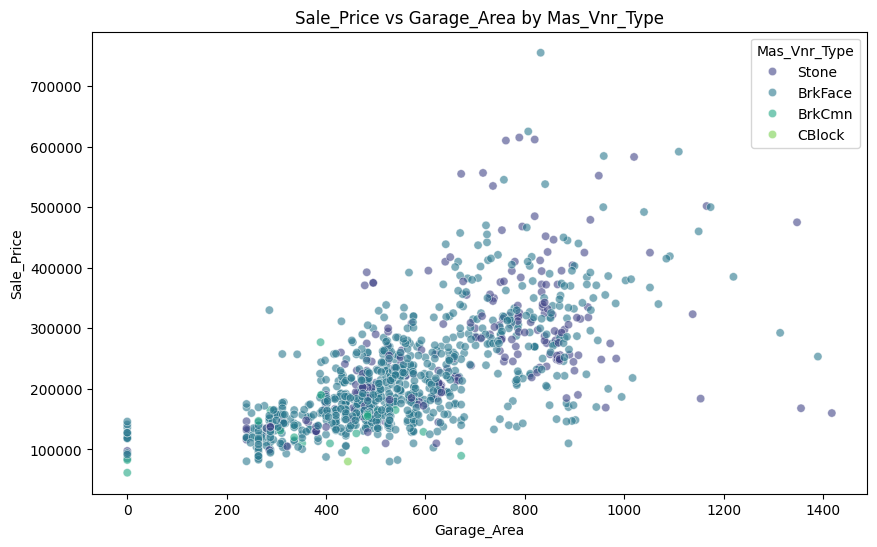 Sale_Price vs Garage_Area by Mas_Vnr_Type
Mas_Vnr_Type
Stone
BrkFace
BrkCmn
CBlock
Sale_Price
700000
600000
500000
400000
300000
200000
100000
0 200 400 600 800 1000 1200 1400
Garage_Area